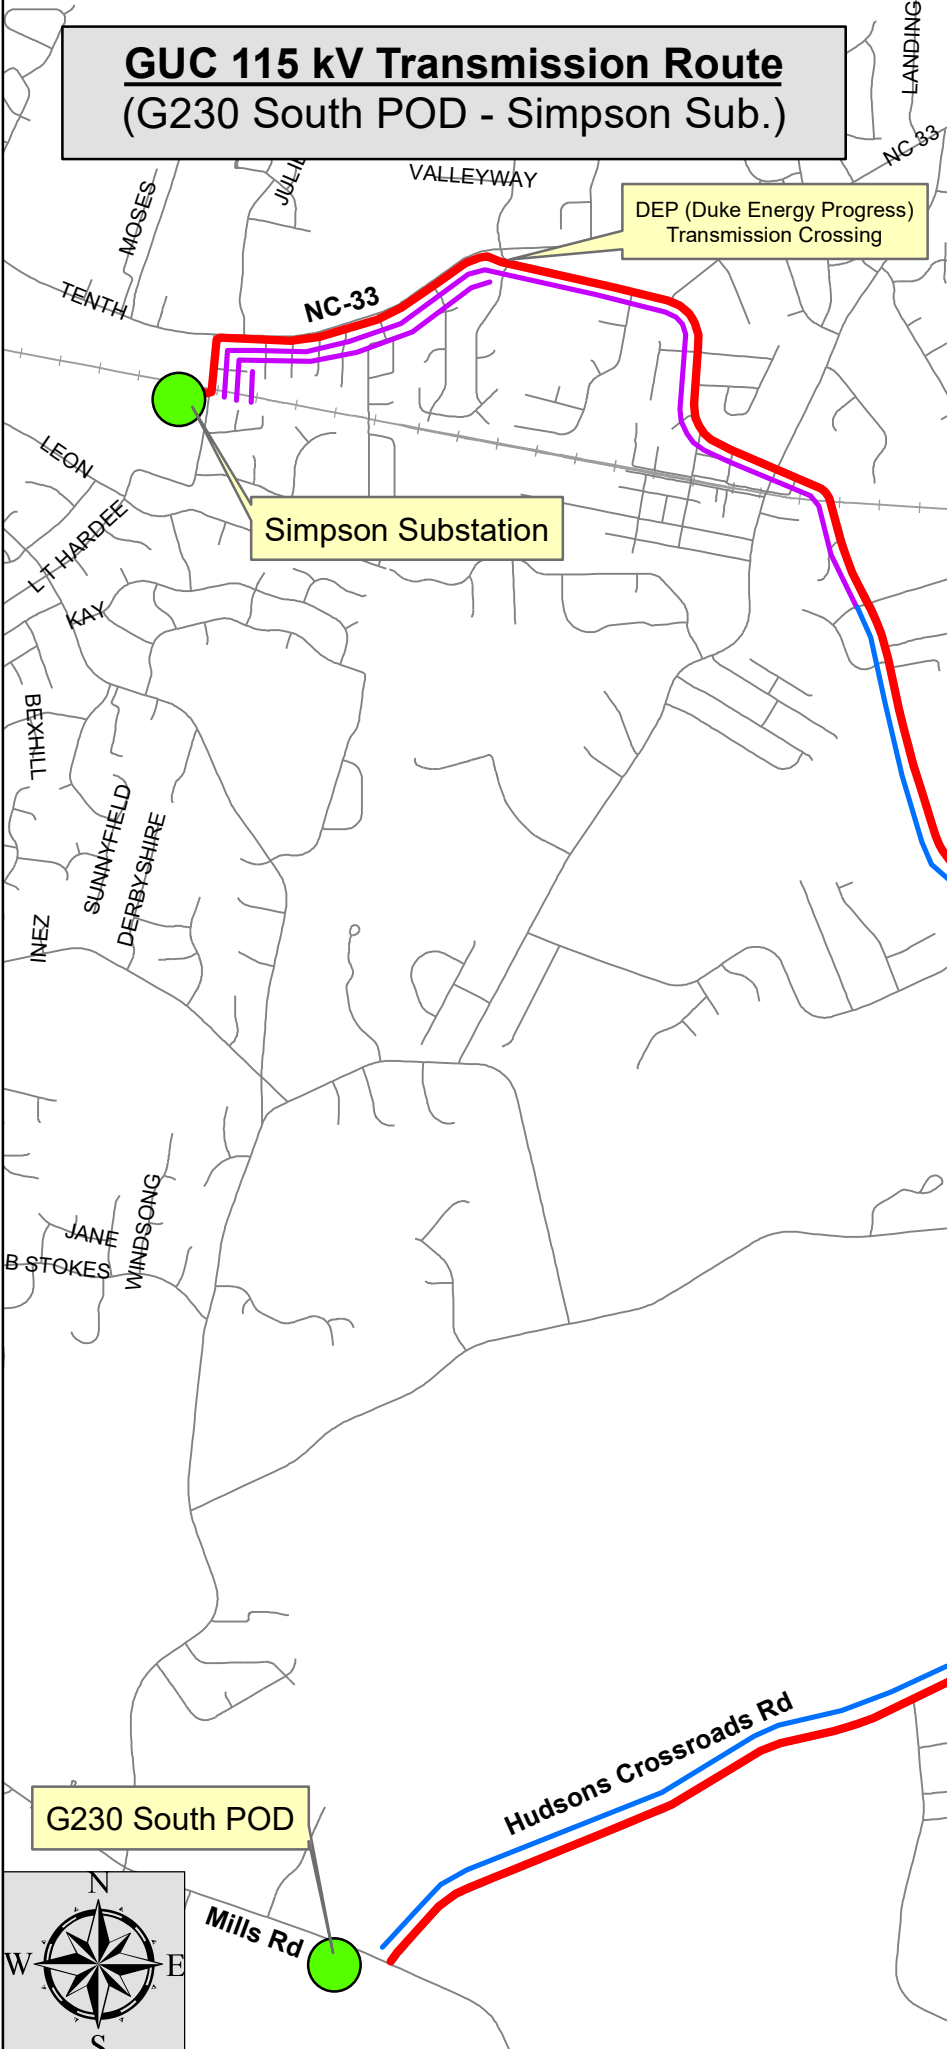 GUC 115 kV Transmission Route
(G230 South POD - Simpson Sub.)
LANDING
NC 33
VALLEYWAY
MOSES
DEP (Duke Energy Progress)
Transmission Crossing
TENTH
NC-33
LEON
Simpson Substation
L T HARDEE
KAY
BEXHILL
SUNNYFIELD
DERBYSHIRE
INEZ
WINDSONG
JANE
B STOKES
Hudsons Crossroads Rd
G230 South POD
Mills Rd
N
W
E
S